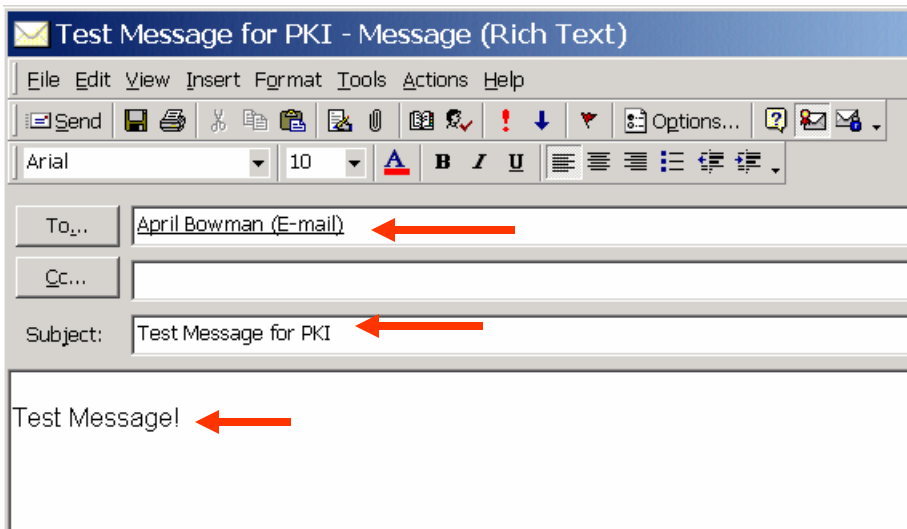 Test Message for PKI - Message (Rich Text)
File Edit View Insert Format Tools Actions Help
Send Options...
Arial 10 A B I U
To... April Bowman (E-mail)
Cc...
Subject: Test Message for PKI
Test Message!